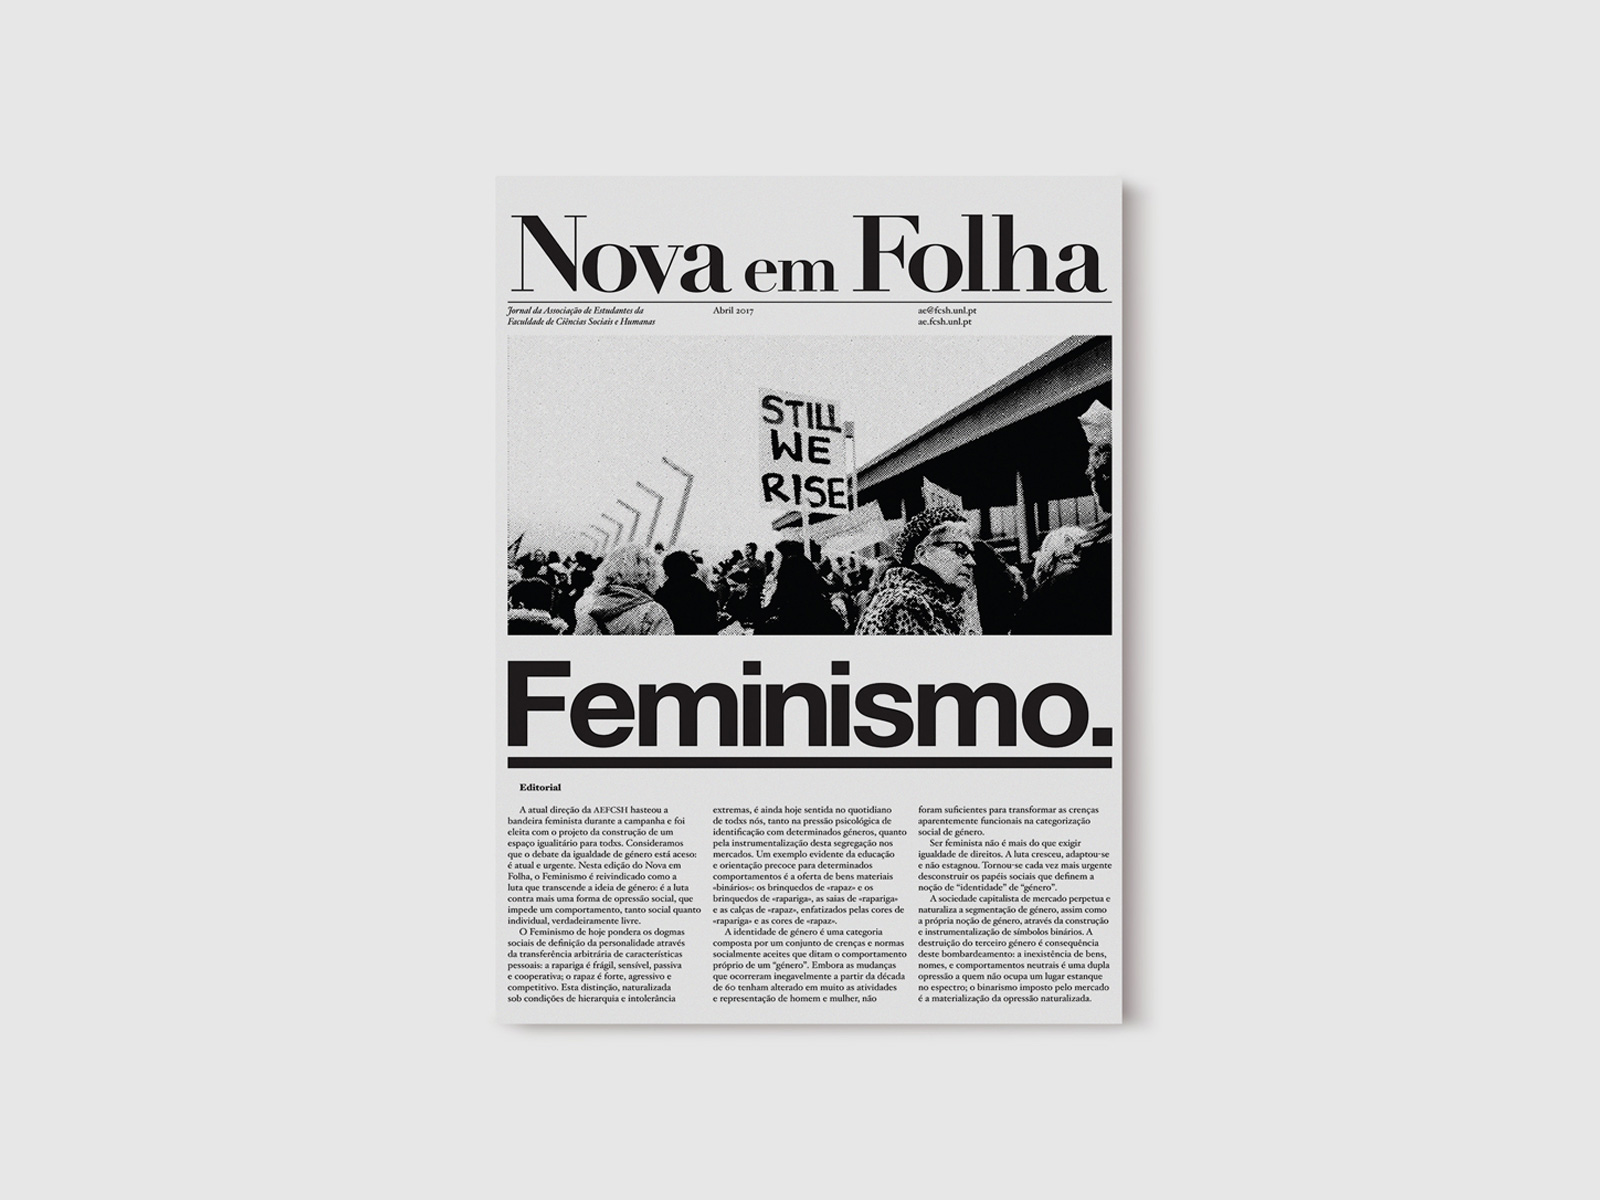 Nova em Folha
Jornal da Associação de Estudantes da
Faculdade de Ciências Sociais e Humanas
Abril 2017
ae@fcsh.unl.pt
ae.fcsh.unl.pt
STILL
WE
RISE
Feminismo.
Editorial
A atual direção da AEFCSH hasteou a
bandeira feminista durante a campanha e foi
eleita com o projeto da construção de um
espaço igualitário para todxs. Consideramos
que o debate da igualdade de género está aceso:
é atual e urgente. Nesta edição do Nova em
Folha, o Feminismo é reivindicado como a
luta que transcende a ideia de género: é a luta
contra mais uma forma de opressão social, que
impede um comportamento, tanto social quanto
individual, verdadeiramente livre.
O Feminismo de hoje pondera os dogmas
sociais de definição da personalidade através
da transferência arbitrária de características
pessoais: a rapariga é frágil, sensível, passiva
e cooperativa; o rapaz é forte, agressivo e
competitivo. Esta distinção, naturalizada
sob condições de hierarquia e intolerância
extremas, é ainda hoje sentida no quotidiano
de todxs nós, tanto na pressão psicológica de
identificação com determinados géneros, quanto
pela instrumentalização desta segregação nos
mercados. Um exemplo evidente da educação
e orientação precoce para determinados
comportamentos é a oferta de bens materiais
«binários»: os brinquedos de «rapaz» e os
brinquedos de «rapariga», as saias de «rapariga»
e as calças de «rapaz», enfatizados pelas cores de
«rapariga» e as cores de «rapaz».
A identidade de género é uma categoria
composta por um conjunto de crenças e normas
socialmente aceites que ditam o comportamento
próprio de um “género”. Embora as mudanças
que ocorreram inegavelmente a partir da década
de 60 tenham alterado em muito as atividades
e representação de homem e mulher, não
foram suficientes para transformar as crenças
aparentemente funcionais na categorização
social de género.
Ser feminista não é mais do que exigir
igualdade de direitos. A luta cresceu, adaptou-se
e não estagnou. Tornou-se cada vez mais urgente
desconstruir os papéis sociais que definem a
noção de “identidade” de “género”.
A sociedade capitalista de mercado perpetua e
naturaliza a segmentação de género, assim como
a própria noção de género, através da construção
e instrumentalização de símbolos binários. A
destruição do terceiro género é consequência
deste bombardeamento: a inexistência de bens,
nomes, e comportamentos neutrais é uma dupla
opressão a quem não ocupa um lugar estanque
no espectro; o binarismo imposto pelo mercado
é a materialização da opressão naturalizada.